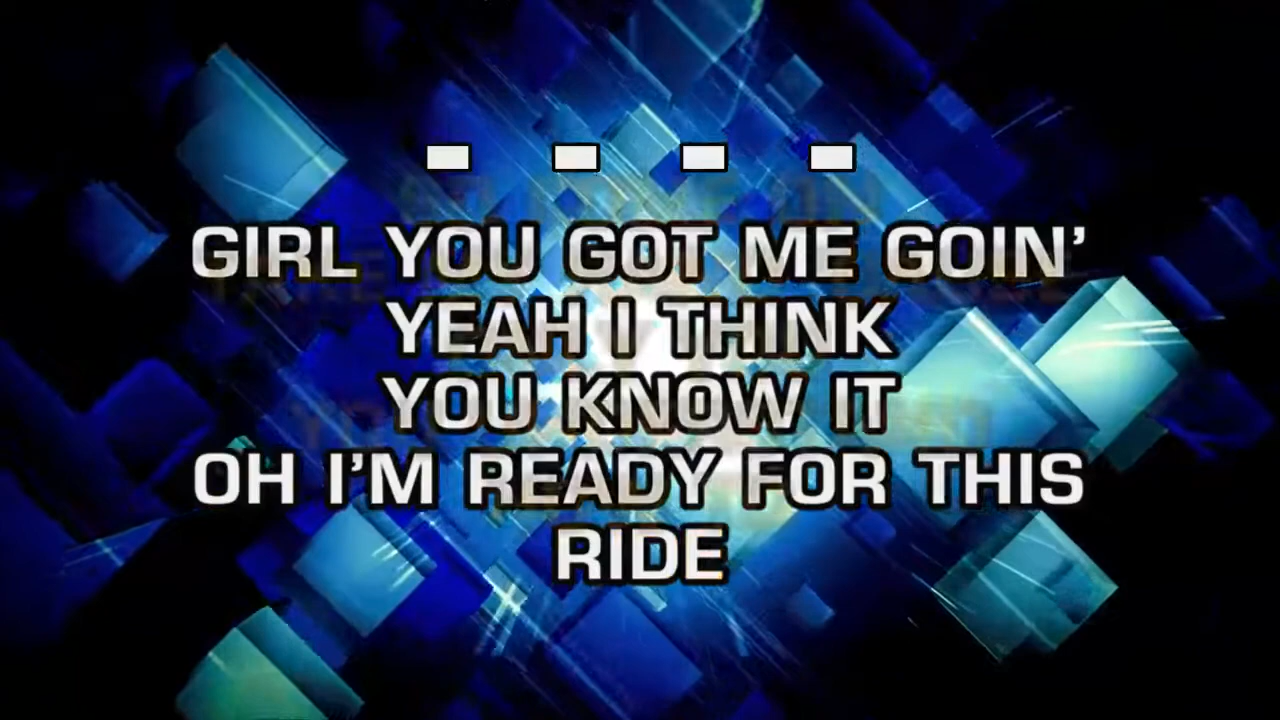 GIRL YOU GOT ME GOIN’
YEAH I THINK
YOU KNOW IT
OH I’M READY FOR THIS
RIDE